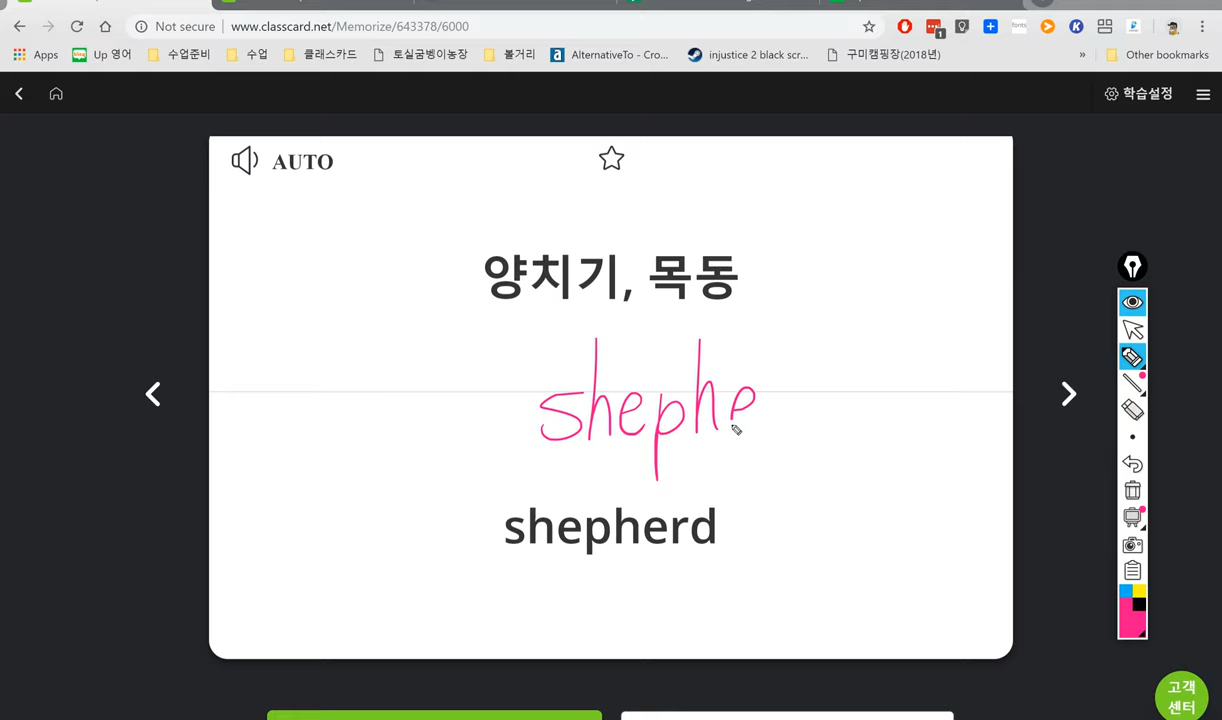 Not secure www.classcard.net/Memorize/643378/6000
Apps Up 영어 수업준비 수업 클래스카드 토실굼벵이농장 볼거리 AlternativeTo - Cro... injustice 2 black scr... 구미캠핑장(2018년) » Other bookmarks
학습설정
AUTO
양치기, 목동
shephe
shepherd
고객
센터